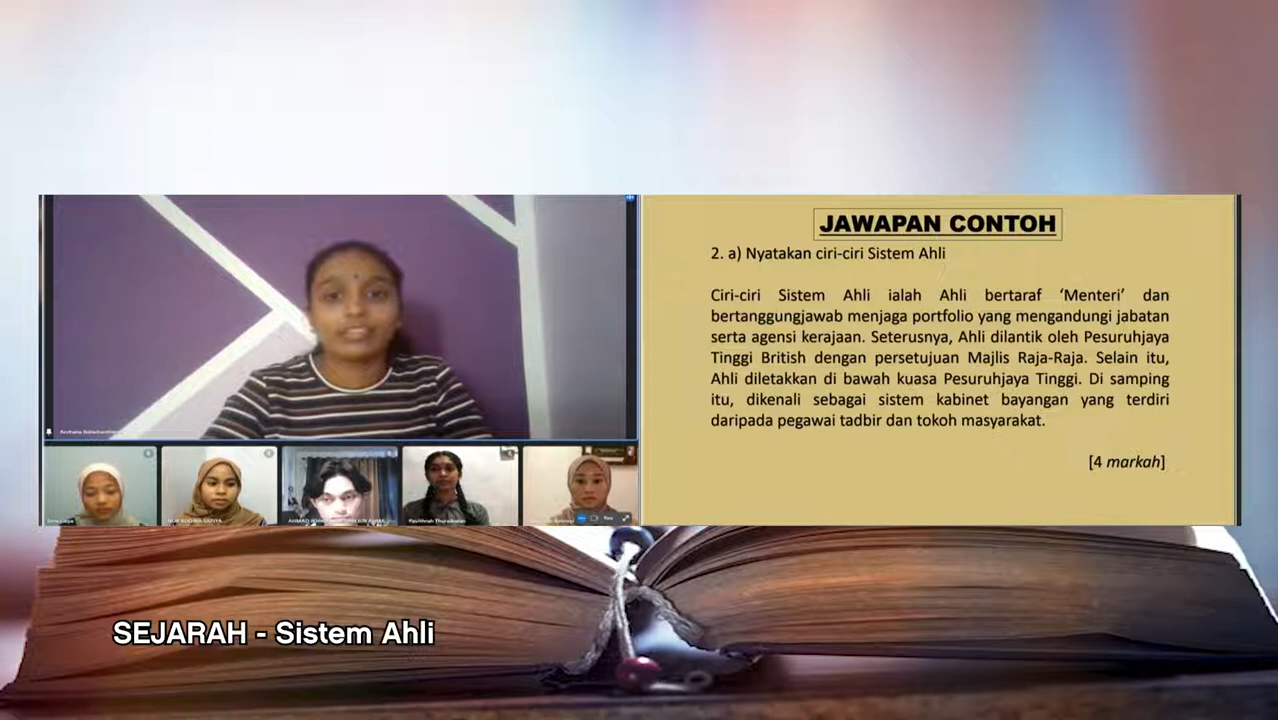 JAWAPAN CONTOH
2. a) Nyatakan ciri-ciri Sistem Ahli
Ciri-ciri Sistem Ahli ialah Ahli bertaraf ‘Menteri’ dan
bertanggungjawab menjaga portfolio yang mengandungi jabatan
serta agensi kerajaan. Seterusnya, Ahli dilantik oleh Pesuruhjaya
Tinggi British dengan persetujuan Majlis Raja-Raja. Selain itu,
Ahli diletakkan di bawah kuasa Pesuruhjaya Tinggi. Di samping
itu, dikenali sebagai sistem kabinet bayangan yang terdiri
daripada pegawai tadbir dan tokoh masyarakat.
[4 markah]
You
SEJARAH - Sistem Ahli